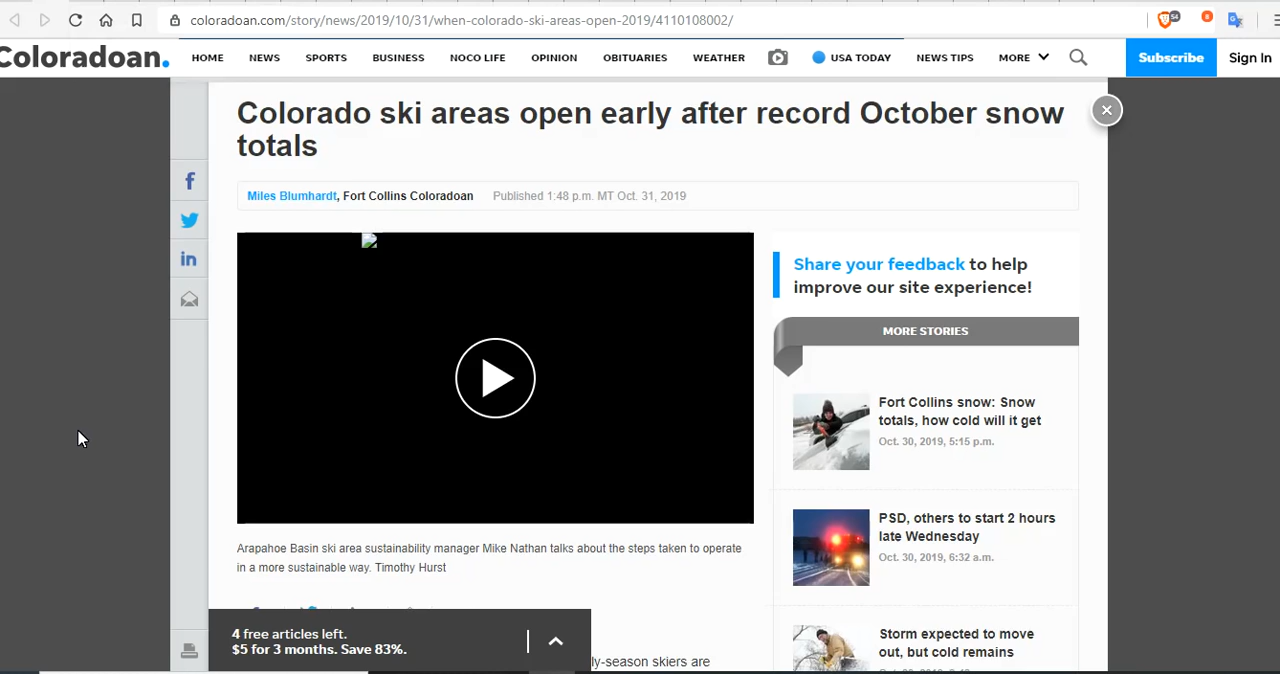 coloradoan.com/story/news/2019/10/31/when-colorado-ski-areas-open-2019/4110108002/
54
8
Coloradoan.
HOME NEWS SPORTS BUSINESS NOCO LIFE OPINION OBITUARIES WEATHER USA TODAY NEWS TIPS MORE Subscribe Sign In
Colorado ski areas open early after record October snow
totals
Miles Blumhardt, Fort Collins Coloradoan Published 1:48 p.m. MT Oct. 31, 2019
Share your feedback to help
improve our site experience!
MORE STORIES
Fort Collins snow: Snow
totals, how cold will it get
Oct. 30, 2019, 5:15 p.m.
PSD, others to start 2 hours
late Wednesday
Oct. 30, 2019, 6:32 a.m.
Arapahoe Basin ski area sustainability manager Mike Nathan talks about the steps taken to operate
in a more sustainable way. Timothy Hurst
Storm expected to move
out, but cold remains
4 free articles left.
$5 for 3 months. Save 83%.
ly-season skiers are